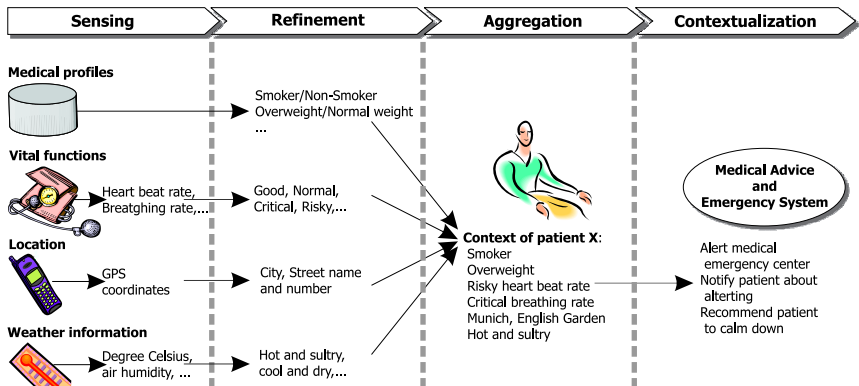 Sensing
Refinement
Aggregation
Contextualization
Medical profiles
Smoker/Non-Smoker
Overweight/Normal weight
...
Vital functions
Heart beat rate,
Breatghing rate,...
Good, Normal,
Critical, Risky,...
Location
GPS
coordinates
City, Street name
and number
Weather information
Degree Celsius,
air humidity, ...
Hot and sultry,
cool and dry,...
Context of patient X:
Smoker
Overweight
Risky heart beat rate
Critical breathing rate
Munich, English Garden
Hot and sultry
Medical Advice
and
Emergency System
Alert medical
emergency center
Notify patient about
altering
Recommend patient
to calm down